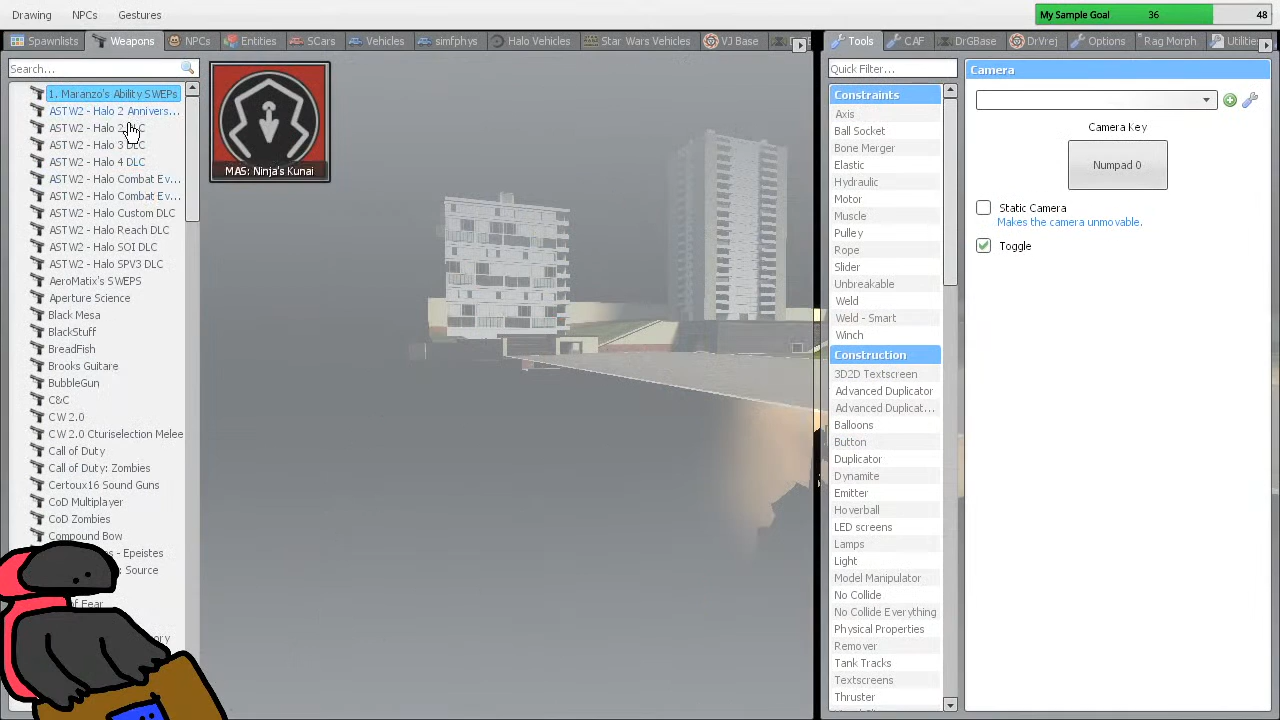 Drawing NPCs Gestures
My Sample Goal 36 48
Spawnlists Weapons NPCs Entities SCars Vehicles simfphys Halo Vehicles Star Wars Vehicles VJ Base
Tools CAF DrGBase DrVrej Options Rag Morph Utilitie
Search...
1. Maranzo's Ability SWEPs
ASTW2 - Halo 2 Annivers...
ASTW2 - Halo 2
ASTW2 - Halo 3 DLC
ASTW2 - Halo 4 DLC
ASTW2 - Halo Combat Ev...
ASTW2 - Halo Combat Ev...
ASTW2 - Halo Custom DLC
ASTW2 - Halo Reach DLC
ASTW2 - Halo SOI DLC
ASTW2 - Halo SPV3 DLC
AeroMatix's SWEPS
Aperture Science
Black Mesa
BlackStuff
BreadFish
Brooks Guitare
BubbleGun
C&C
CW 2.0
CW 2.0 Cturiselection Melee
Call of Duty
Call of Duty: Zombies
Certoux16 Sound Guns
CoD Multiplayer
CoD Zombies
Compound Bow
- Epeistes
: Source
of Fear
MAS: Ninja's Kunai
Quick Filter...
Constraints
Axis
Ball Socket
Bone Merger
Elastic
Hydraulic
Motor
Muscle
Pulley
Rope
Slider
Unbreakable
Weld
Weld - Smart
Winch
Construction
3D2D Textscreen
Advanced Duplicator
Advanced Duplicat...
Balloons
Button
Duplicator
Dynamite
Emitter
Hoverball
LED screens
Lamps
Light
Model Manipulator
No Collide
No Collide Everything
Physical Properties
Remover
Tank Tracks
Textscreens
Thruster
Camera
Camera Key
Numpad 0
Static Camera
Makes the camera unmovable.
Toggle